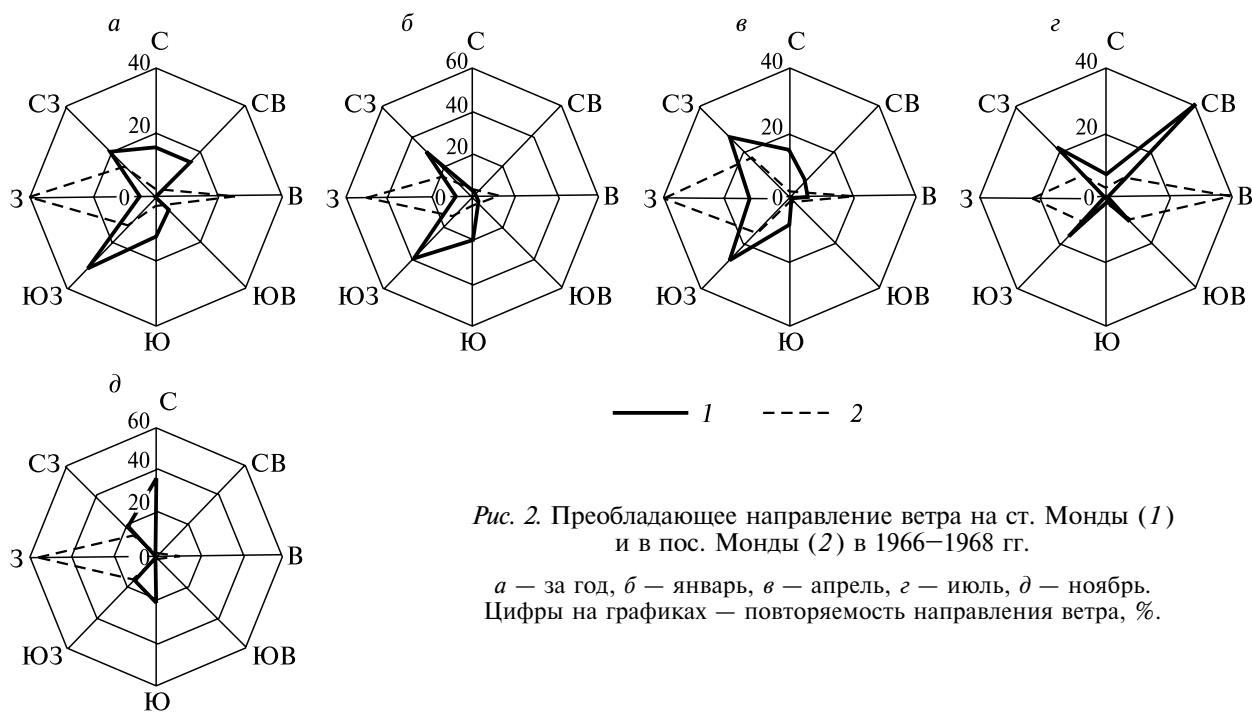 а
С
40
20
0
СЗ
СВ
З
В
ЮЗ
ЮВ
Ю
б
С
60
40
20
0
СЗ
СВ
З
В
ЮЗ
ЮВ
Ю
в
С
40
20
0
СЗ
СВ
З
В
ЮЗ
ЮВ
Ю
г
С
40
20
0
СЗ
СВ
З
В
ЮЗ
ЮВ
Ю
д
С
60
40
20
0
СЗ
СВ
З
В
ЮЗ
ЮВ
Ю
1 2
Рис. 2. Преобладающее направление ветра на ст. Монды (1)
и в пос. Монды (2) в 1966–1968 гг.
а — за год, б — январь, в — апрель, г — июль, д — ноябрь.
Цифры на графиках — повторяемость направления ветра, %.